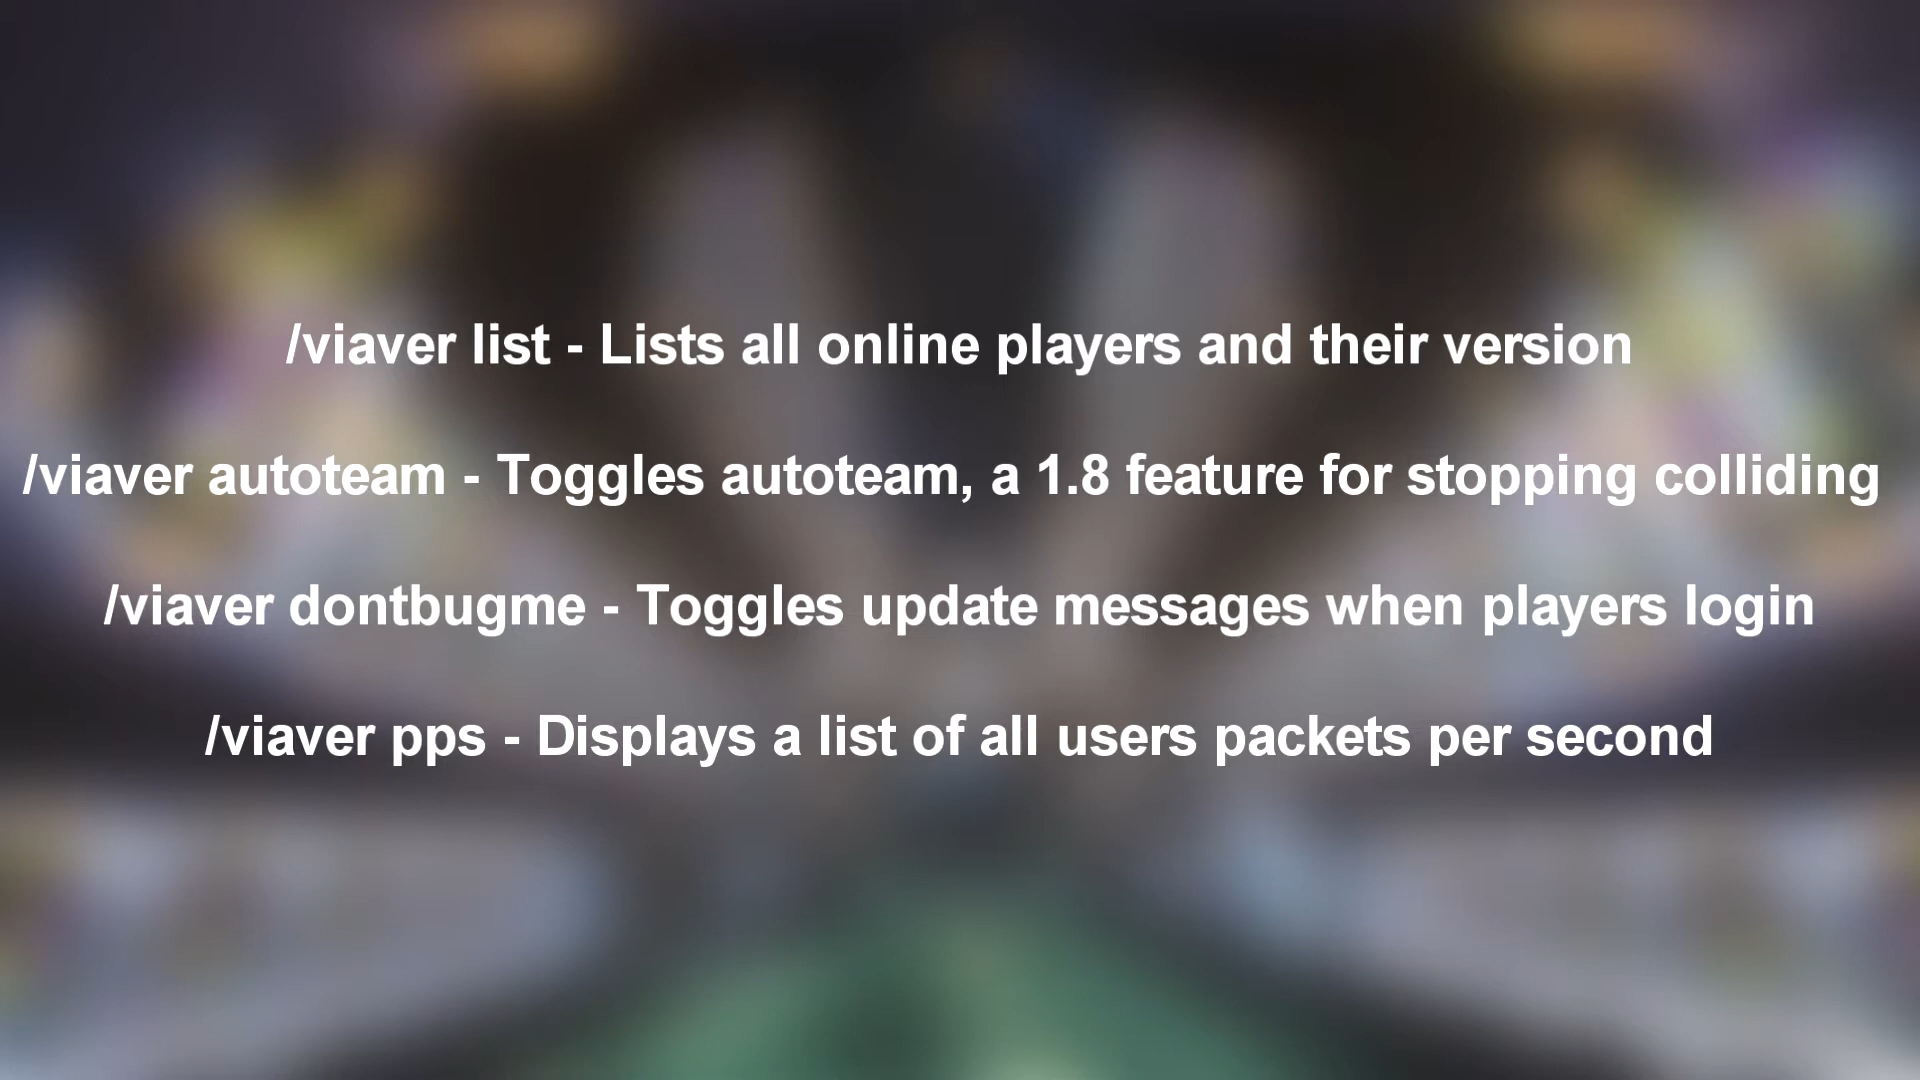 /viaver list - Lists all online players and their version
/viaver autoteam - Toggles autoteam, a 1.8 feature for stopping colliding
/viaver dontbugme - Toggles update messages when players login
/viaver pps - Displays a list of all users packets per second